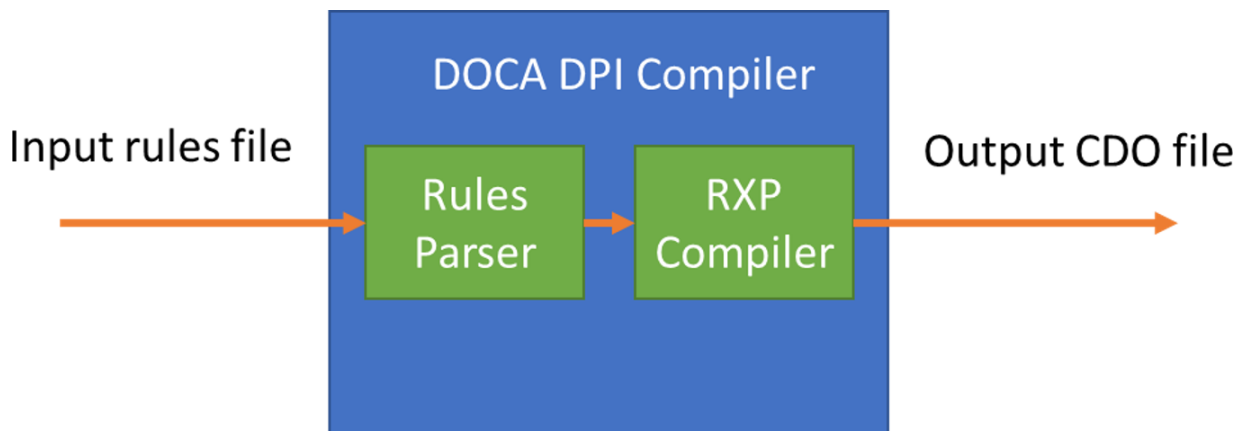 DOCA DPI Compiler
Input rules file
Rules
Parser
RXP
Compiler
Output CDO file